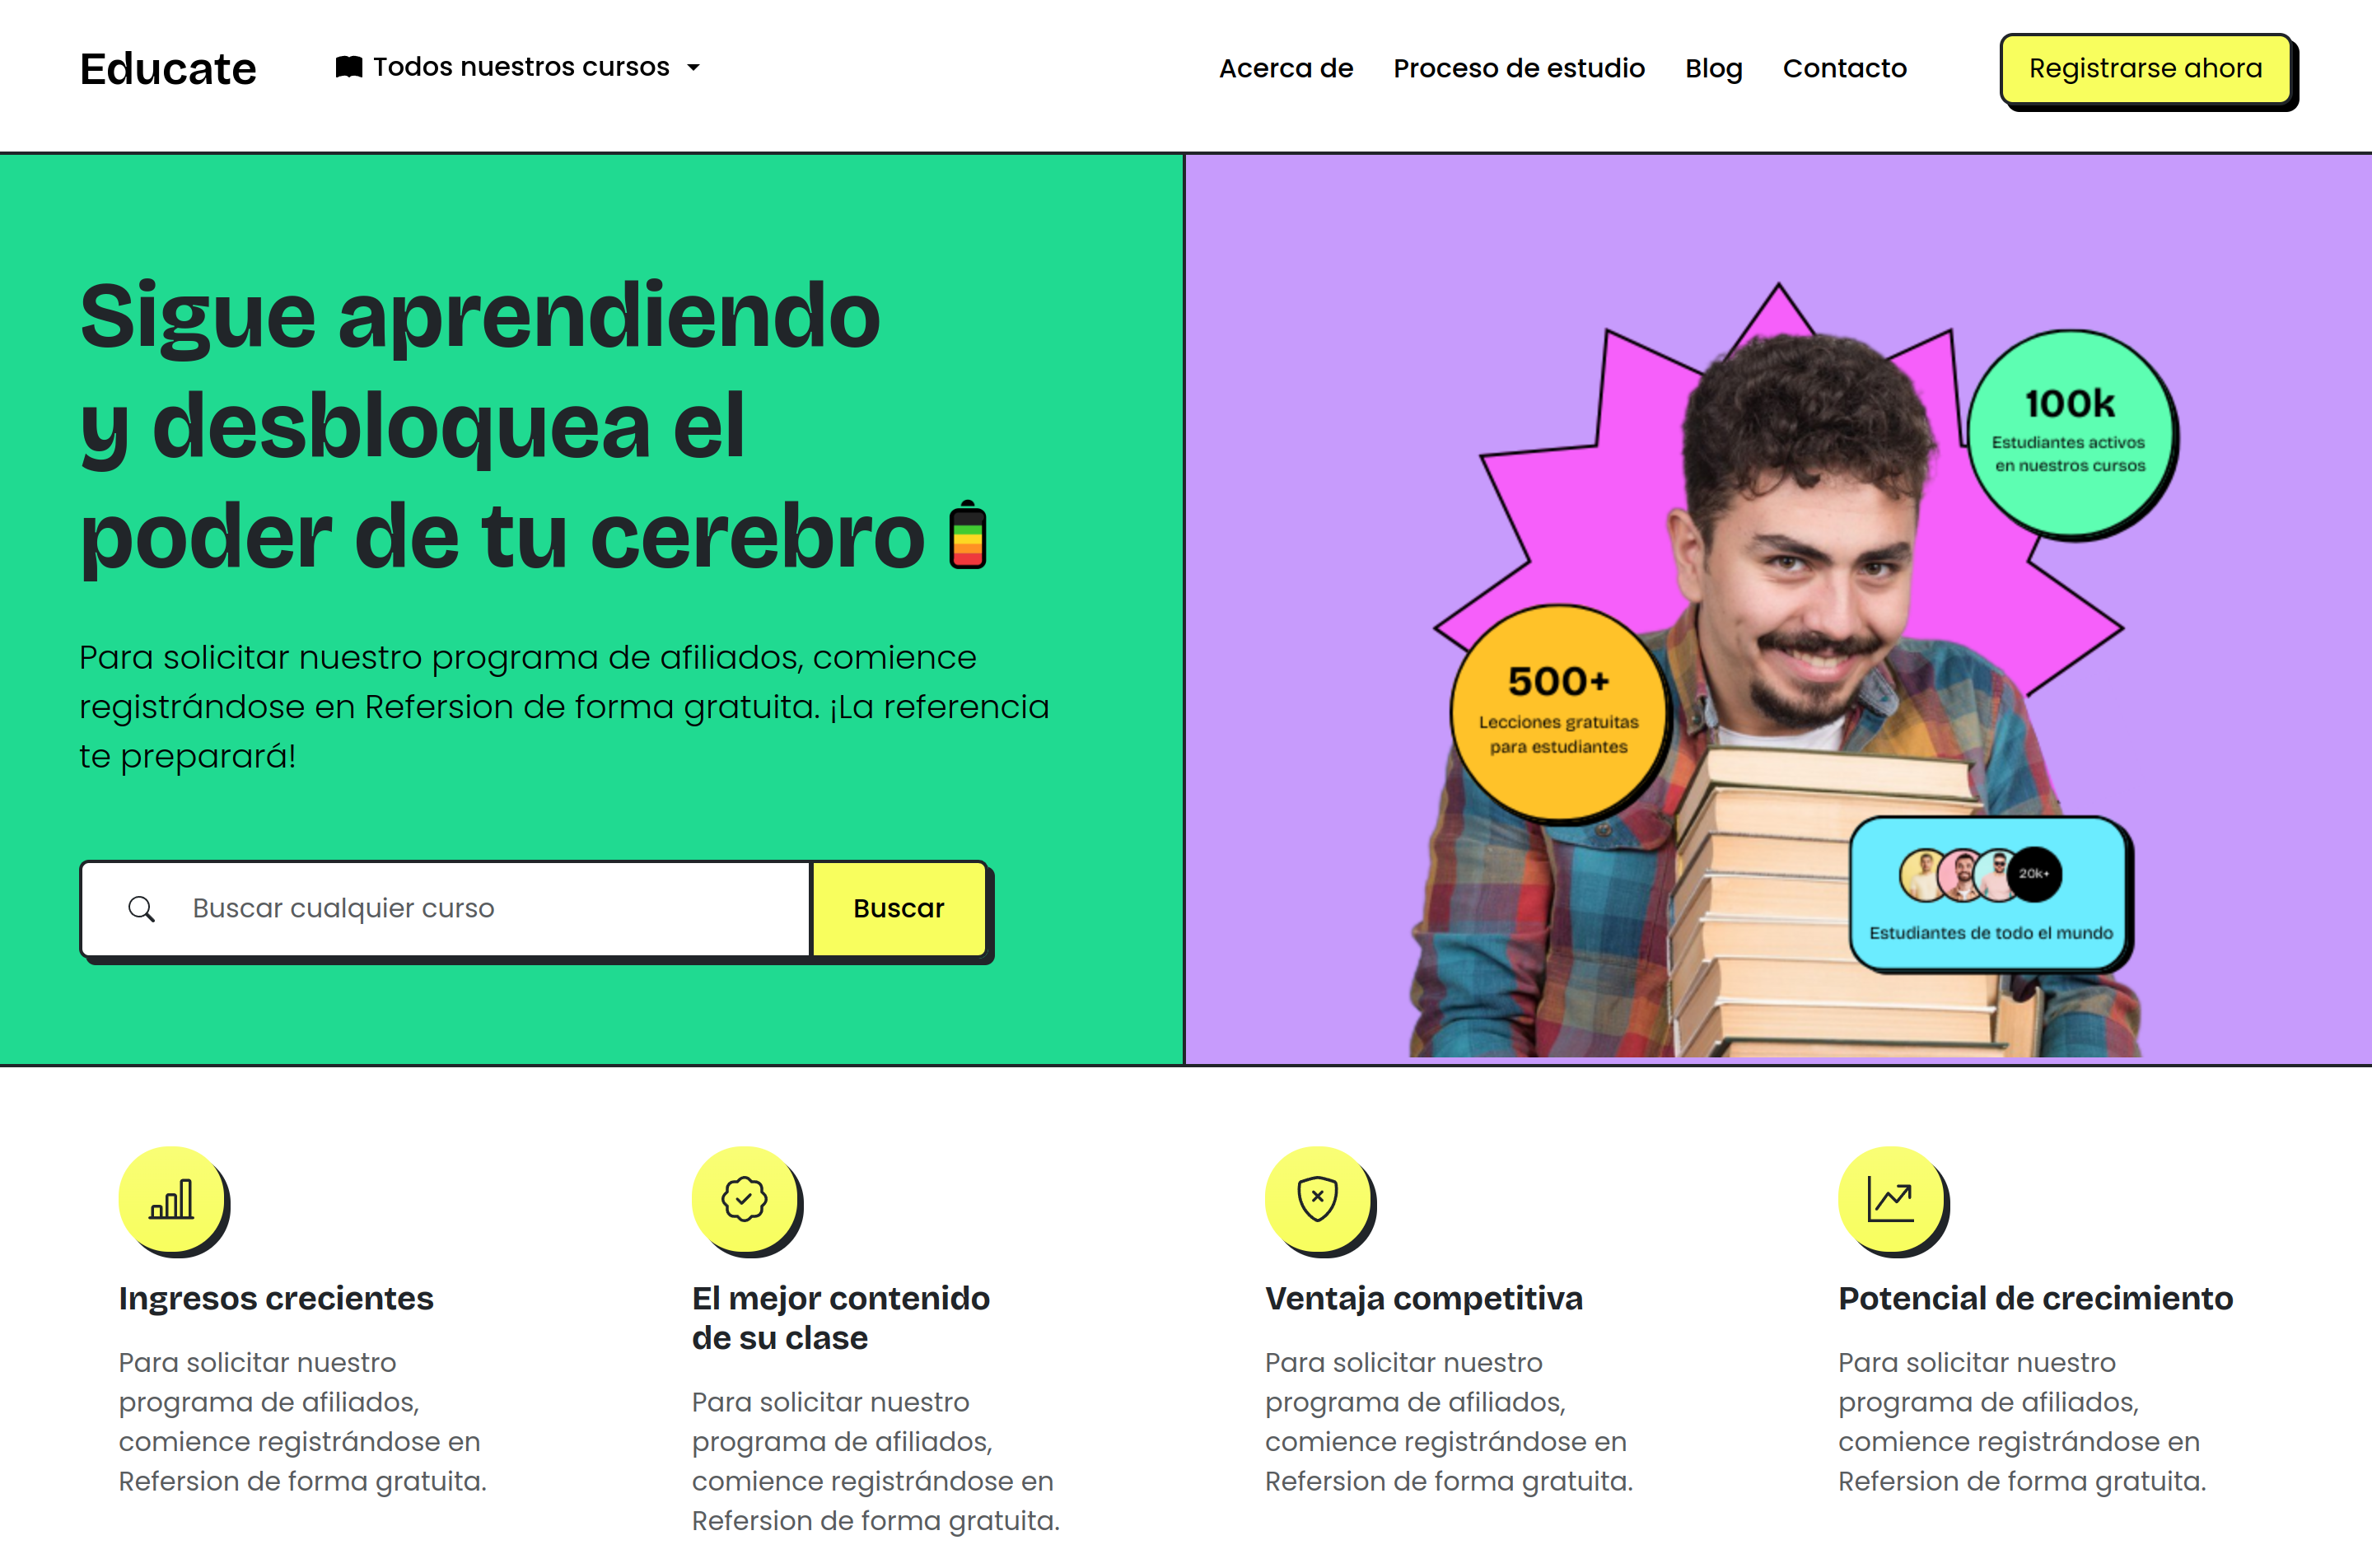 Educate
Todos nuestros cursos
Acerca de
Proceso de estudio
Blog
Contacto
Registrarse ahora
Sigue aprendiendo
y desbloquea el
poder de tu cerebro
Para solicitar nuestro programa de afiliados, comience
registrándose en Refersion de forma gratuita. ¡La referencia
te preparará!
Buscar cualquier curso
Buscar
100k
Estudiantes activos
en nuestros cursos
500+
Lecciones gratuitas
para estudiantes
20k+
Estudiantes de todo el mundo
Ingresos crecientes
Para solicitar nuestro
programa de afiliados,
comience registrándose en
Refersion de forma gratuita.
El mejor contenido
de su clase
Para solicitar nuestro
programa de afiliados,
comience registrándose en
Refersion de forma gratuita.
Ventaja competitiva
Para solicitar nuestro
programa de afiliados,
comience registrándose en
Refersion de forma gratuita.
Potencial de crecimiento
Para solicitar nuestro
programa de afiliados,
comience registrándose en
Refersion de forma gratuita.